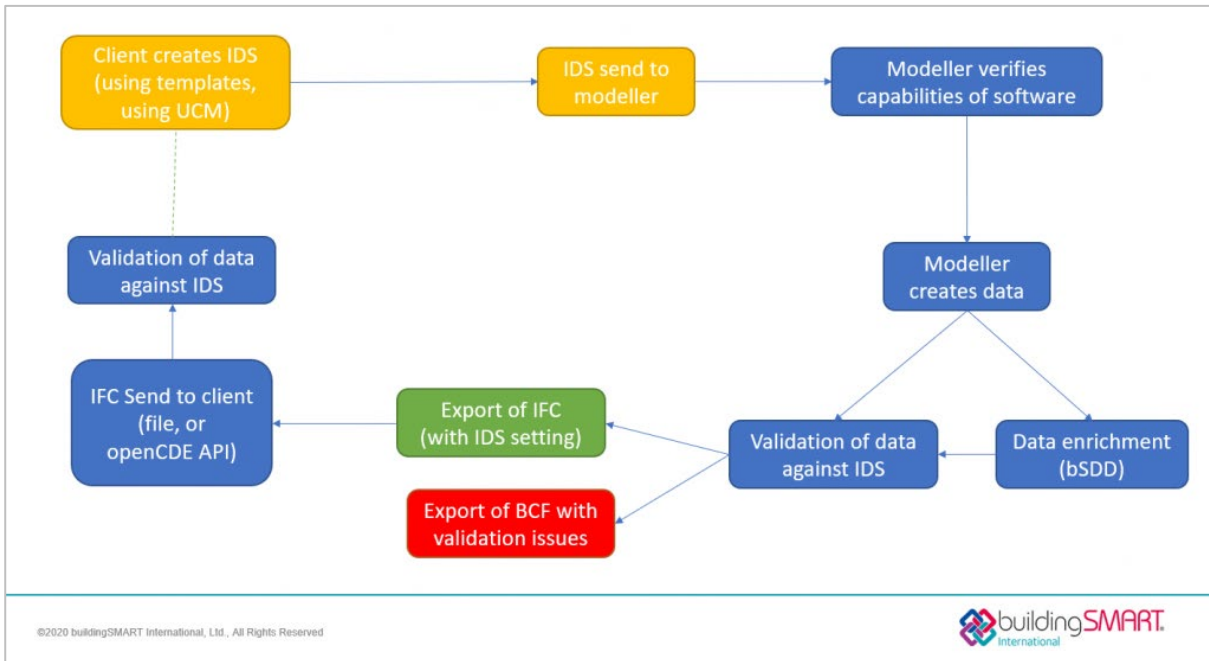 Client creates IDS
(using templates,
using UCM)
IDS send to
modeller
Modeller verifies
capabilities of software
Validation of data
against IDS
Modeller
creates data
IFC Send to client
(file, or
openCDE API)
Export of IFC
(with IDS setting)
Validation of data
against IDS
Data enrichment
(bSDD)
Export of BCF with
validation issues
©2020 buildingSMART International, Ltd., All Rights Reserved
buildingSMART®
International